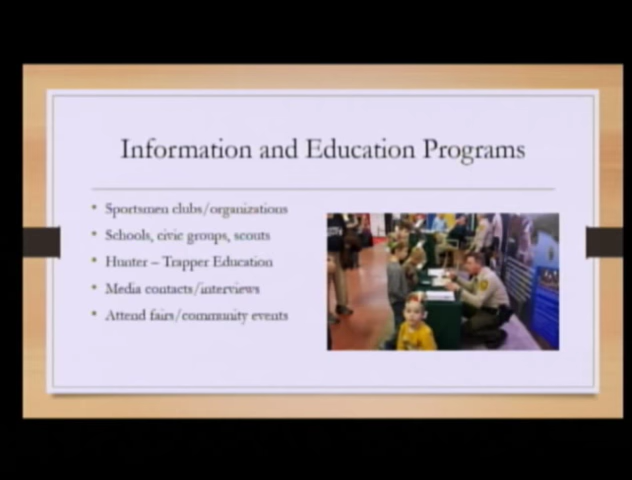 Information and Education Programs
Sportsmen clubs/organizations
Schools, civic groups, scouts
Hunter – Trapper Education
Media contacts/interviews
Attend fairs/community events